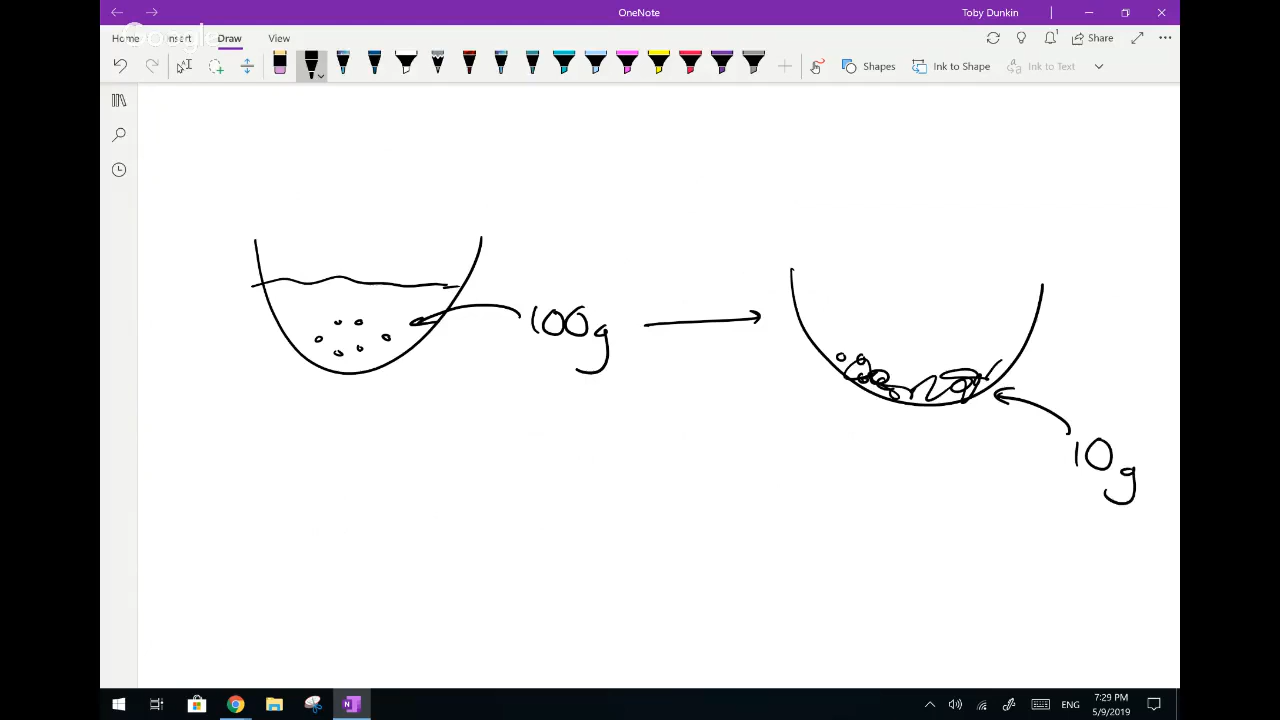 OneNote
Toby Dunkin
Home
Insert
Draw
View
Google
Share
Shapes
Ink to Shape
Ink to Text
100g
10g
ENG
7:29 PM
5/9/2019